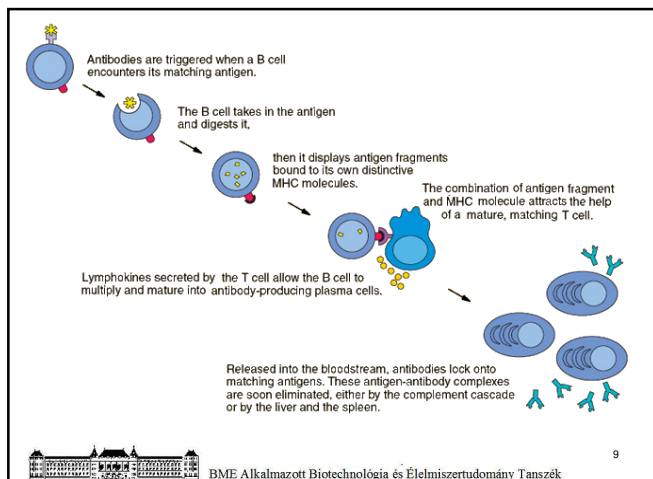 Antibodies are triggered when a B cell
encounters its matching antigen.
The B cell takes in the antigen
and digests it,
then it displays antigen fragments
bound to its own distinctive
MHC molecules.
The combination of antigen fragment
and MHC molecule attracts the help
of a mature, matching T cell.
Lymphokines secreted by the T cell allow the B cell to
multiply and mature into antibody-producing plasma cells.
Released into the bloodstream, antibodies lock onto
matching antigens. These antigen-antibody complexes
are soon eliminated, either by the complement cascade
or by the liver and the spleen.
9
BME Alkalmazott Biotechnológia és Élelmiszertudomány Tanszék